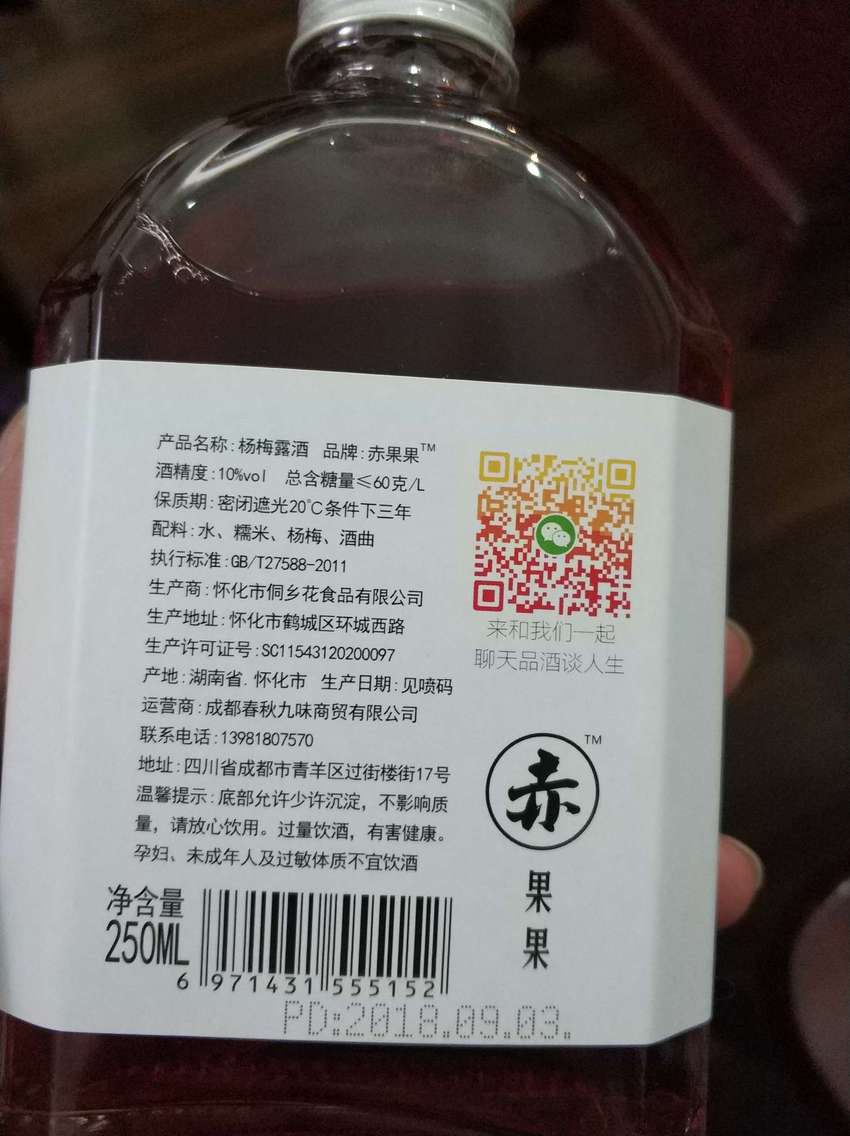 产品名称:杨梅露酒 品牌:赤果果™
酒精度:10%vol 总含糖量≤60克/L
保质期:密闭遮光20℃条件下三年
配料:水、糯米、杨梅、酒曲
执行标准:GB/T27588-2011
生产商:怀化市侗乡花食品有限公司
生产地址:怀化市鹤城区环城西路
生产许可证号:SC11543120200097
产地:湖南省.怀化市 生产日期:见喷码
运营商:成都春秋九味商贸有限公司
联系电话:13981807570
地址:四川省成都市青羊区过街楼街17号
温馨提示:底部允许少许沉淀，不影响质
量，请放心饮用。过量饮酒，有害健康。
孕妇、未成年人及过敏体质不宜饮酒
来和我们一起
聊天品酒谈人生
赤™
果
果
净含量
250ML
6 971431 555152
PD:2018.09.03.